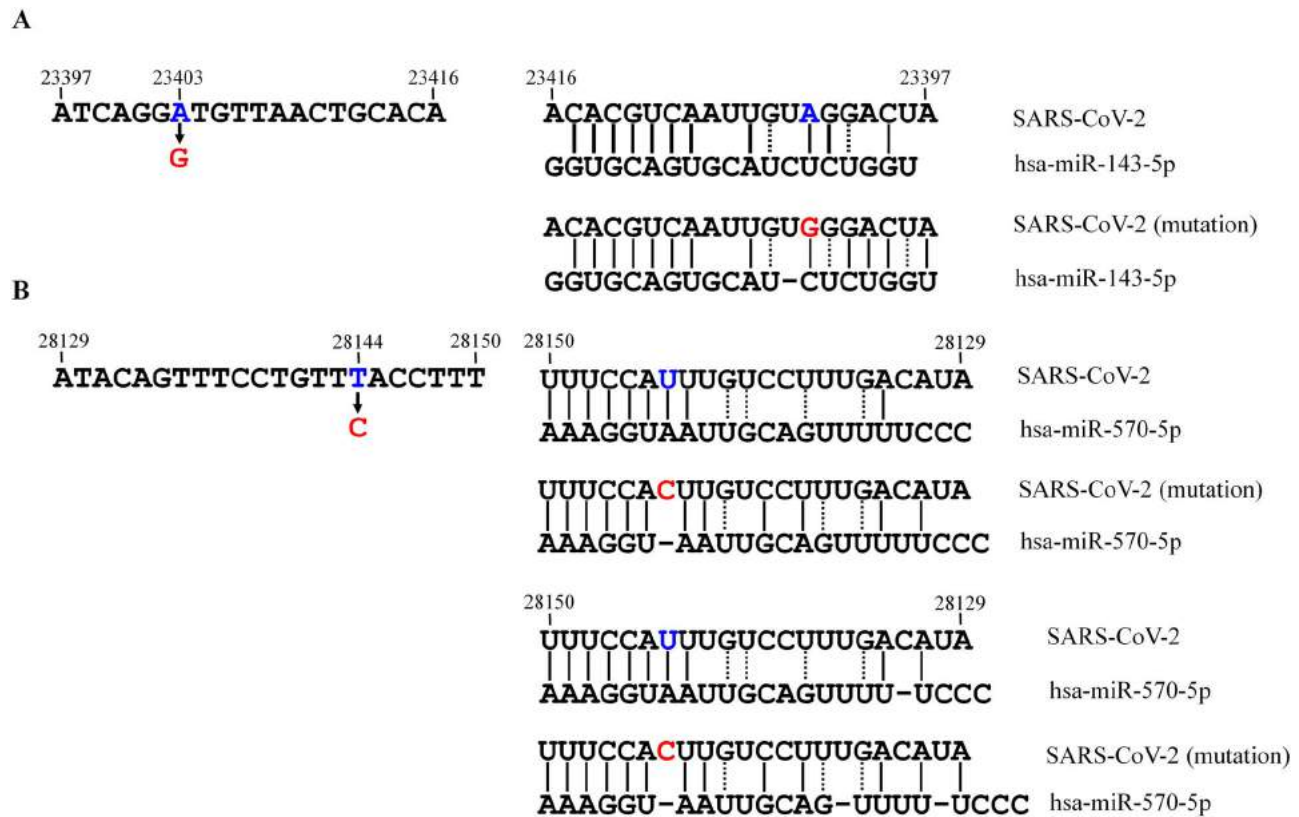 A
23397 23403 23416
ATCAGGATGTTAACTGCACA
G
23416 23397
ACACGUCAAUUGUAGGACUA SARS-CoV-2
GGUGCAGUGCAUCUCUGGU hsa-miR-143-5p
ACACGUCAAUUGUGGGACUA SARS-CoV-2 (mutation)
GGUGCAGUGCAU-CUCUGGU hsa-miR-143-5p
B
28129 28144 28150
ATACAGTTTCCTGTTTACCTTT
C
28150 28129
UUUCCAUUUGUCCUUUGACAUA SARS-CoV-2
AAAGGUAAUUGCAGUUUUUCCC hsa-miR-570-5p
UUUCCACUUGUCCUUUGACAUA SARS-CoV-2 (mutation)
AAAGGU-AAUUGCAGUUUUUCCC hsa-miR-570-5p
28150 28129
UUUCCAUUUGUCCUUUGACAUA SARS-CoV-2
AAAGGUAAUUGCAGUUUU-UCCC hsa-miR-570-5p
UUUCCACUUGUCCUUUGACAUA SARS-CoV-2 (mutation)
AAAGGU-AAUUGCAG-UUUU-UCCC hsa-miR-570-5p